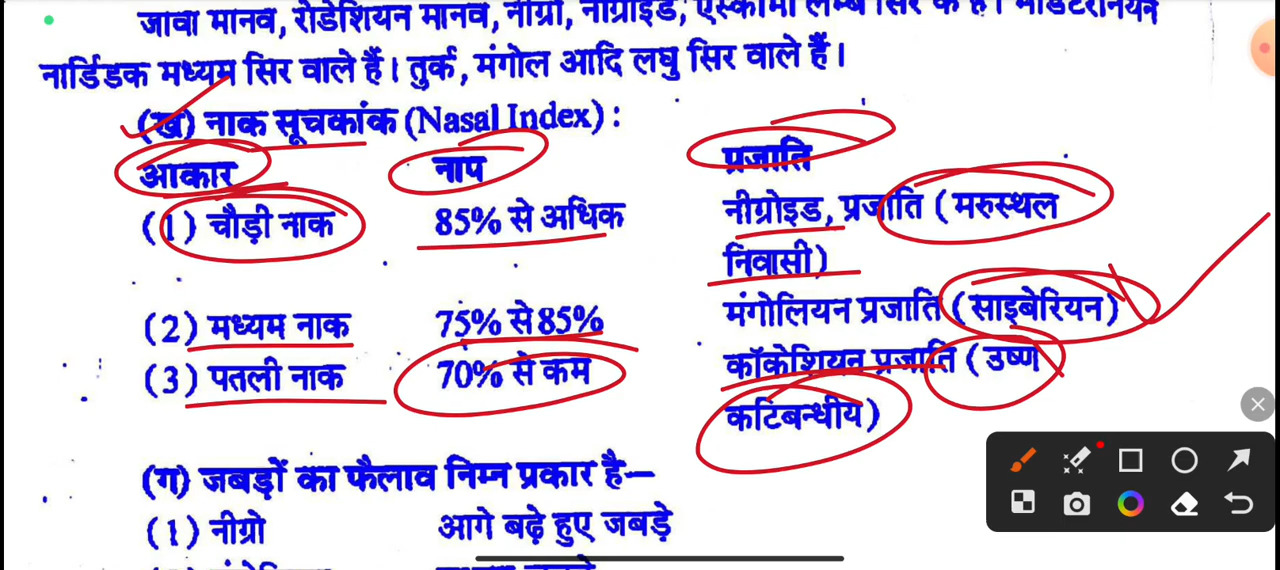 जावा मानव, रोडेशियन मानव, नीग्रो, नीग्रोइड, एस्कीमो लम्बे सिर के हैं। मेडिटेरेनियन
नार्डिडक मध्यम सिर वाले हैं। तुर्क, मंगोल आदि लघु सिर वाले हैं।
(ख) नाक सूचकांक (Nasal Index) :
आकार नाप प्रजाति
(1) चौड़ी नाक 85% से अधिक नीग्रोइड, प्रजाति (मरुस्थल
निवासी)
(2) मध्यम नाक 75% से 85% मंगोलियन प्रजाति (साइबेरियन)
(3) पतली नाक 70% से कम कॉकेशियन प्रजाति (उष्ण
कटिबन्धीय)
(ग) जबड़ों का फैलाव निम्न प्रकार है—
(1) नीग्रो आगे बढ़े हुए जबड़े